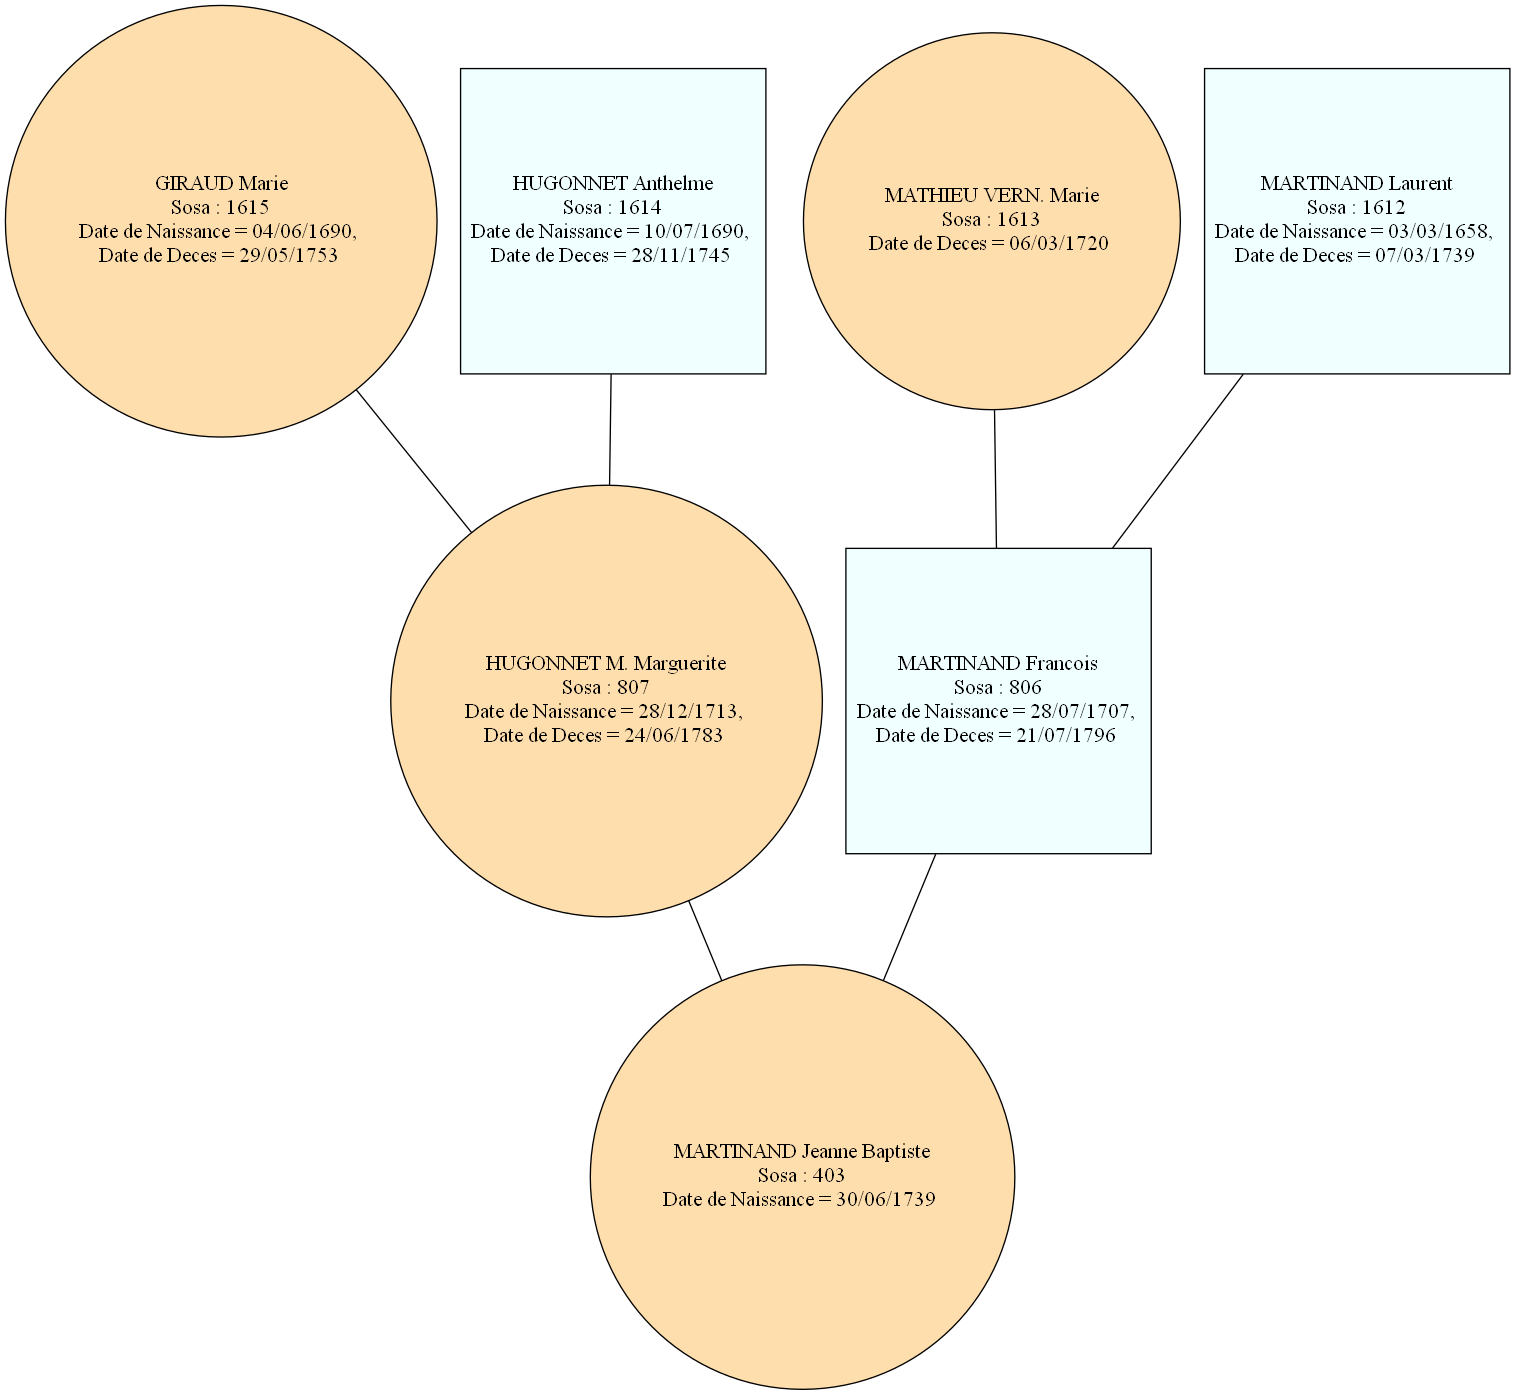 GIRAUD Marie
Sosa : 1615
Date de Naissance = 04/06/1690,
Date de Deces = 29/05/1753
HUGONNET Anthelme
Sosa : 1614
Date de Naissance = 10/07/1690,
Date de Deces = 28/11/1745
MATHIEU VERN. Marie
Sosa : 1613
Date de Deces = 06/03/1720
MARTINAND Laurent
Sosa : 1612
Date de Naissance = 03/03/1658,
Date de Deces = 07/03/1739
HUGONNET M. Marguerite
Sosa : 807
Date de Naissance = 28/12/1713,
Date de Deces = 24/06/1783
MARTINAND Francois
Sosa : 806
Date de Naissance = 28/07/1707,
Date de Deces = 21/07/1796
MARTINAND Jeanne Baptiste
Sosa : 403
Date de Naissance = 30/06/1739